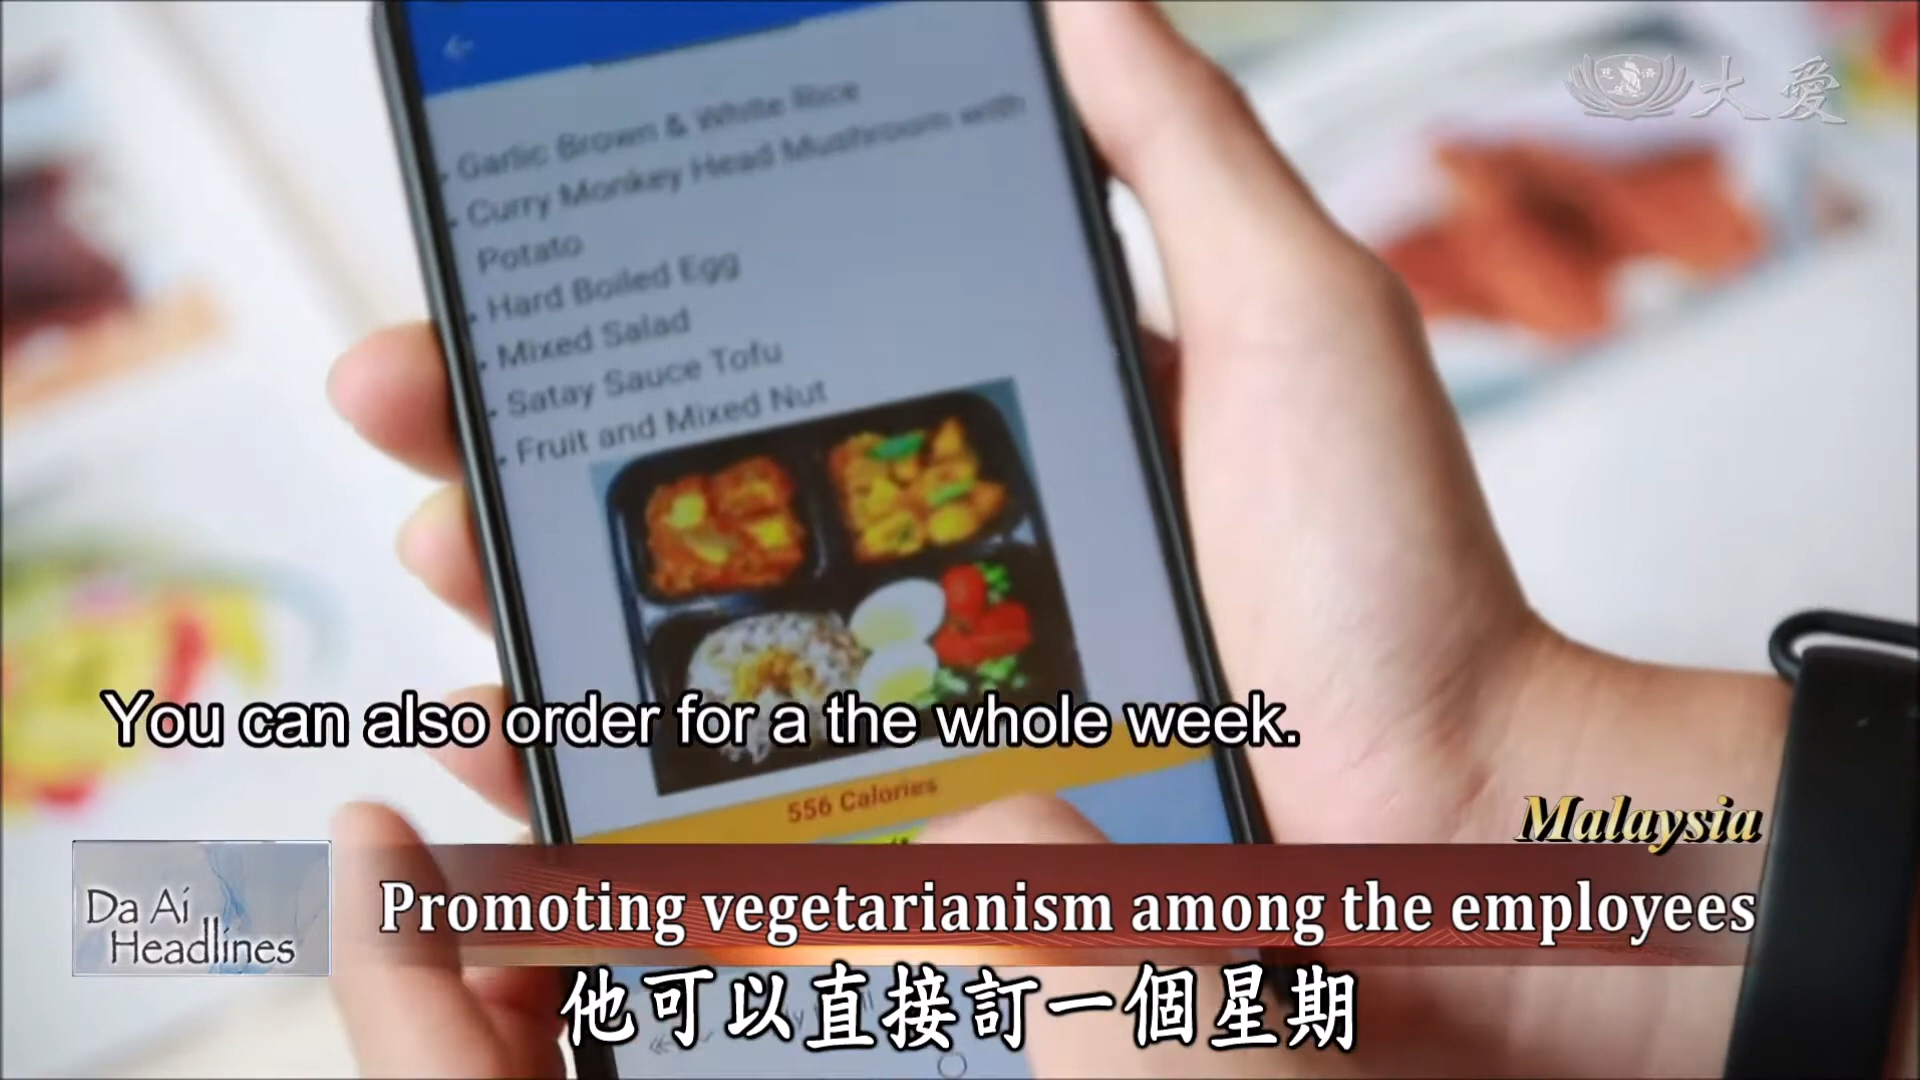 大愛
• Garlic Brown & White Rice
• Curry Monkey Head Mushroom with
Potato
• Hard Boiled Egg
• Mixed Salad
• Satay Sauce Tofu
• Fruit and Mixed Nut
You can also order for a the whole week.
556 Calories
Malaysia
Da Ai
Headlines
Promoting vegetarianism among the employees
他可以直接訂一個星期